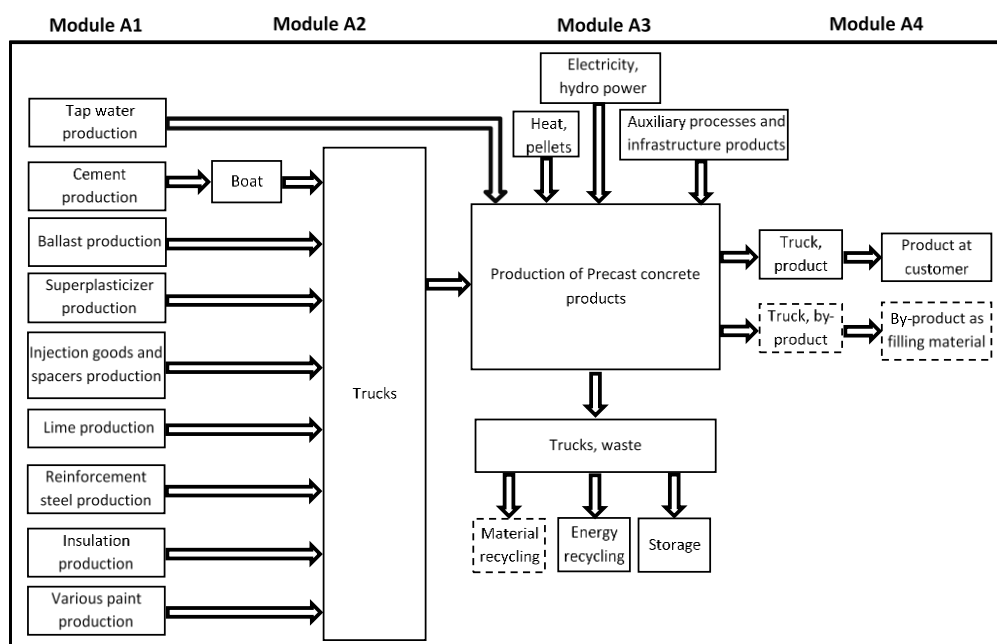 Module A1
Module A2
Module A3
Module A4
Tap water
production
Cement
production
Boat
Ballast production
Superplasticizer
production
Injection goods and
spacers production
Lime production
Reinforcement
steel production
Insulation
production
Various paint
production
Trucks
Electricity,
hydro power
Heat,
pellets
Auxiliary processes and
infrastructure products
Production of Precast concrete
products
Truck,
product
Product at
customer
Truck, by-
product
By-product as
filling material
Trucks, waste
Material
recycling
Energy
recycling
Storage